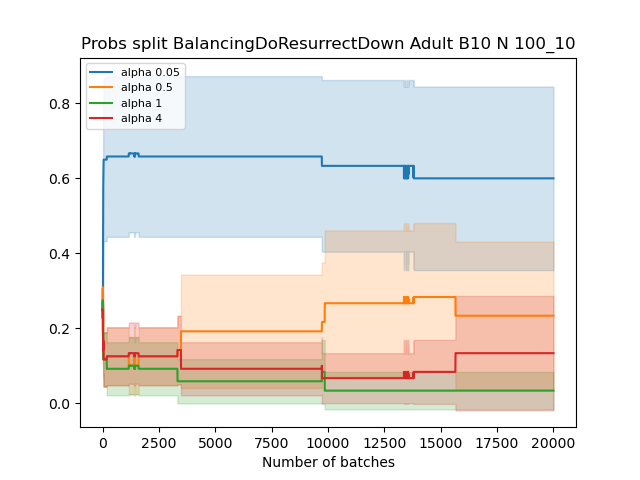 Probs split BalancingDoResurrectDown Adult B10 N 100_10
alpha 0.05
alpha 0.5
alpha 1
alpha 4
0.8
0.6
0.4
0.2
0.0
0 2500 5000 7500 10000 12500 15000 17500 20000
Number of batches